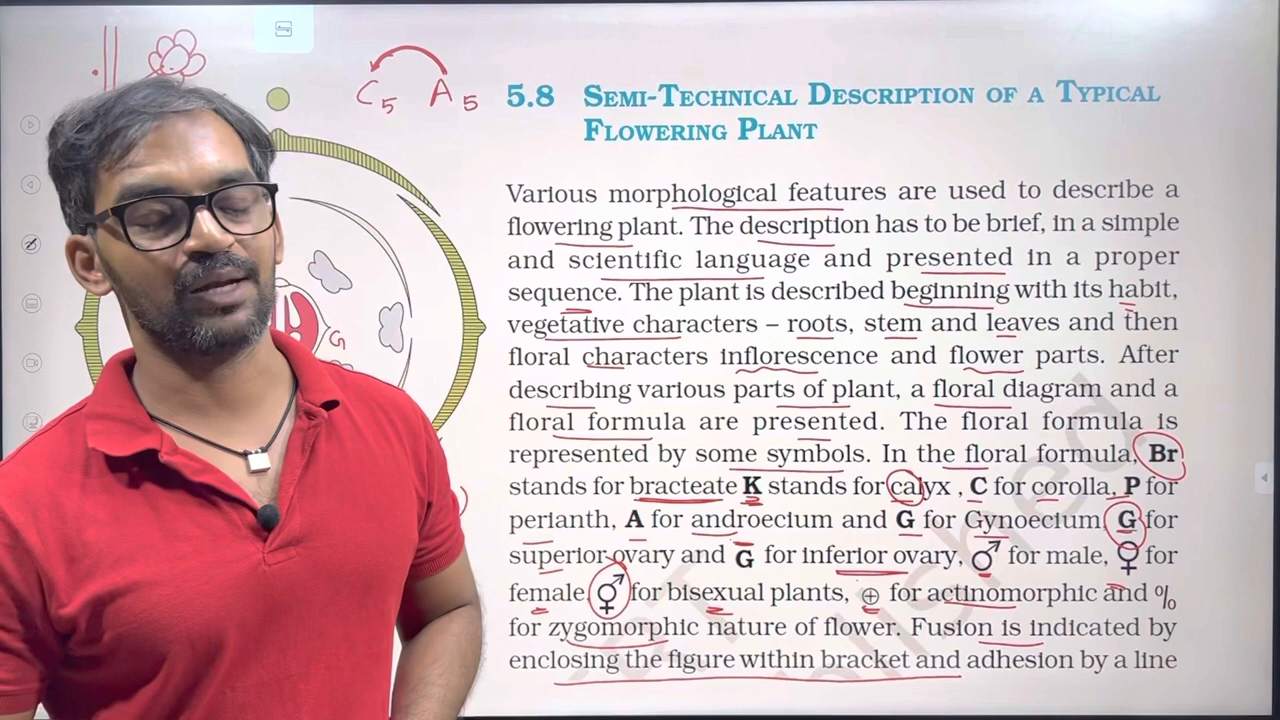 C5 A5
5.8 SEMI-TECHNICAL DESCRIPTION OF A TYPICAL
FLOWERING PLANT
Various morphological features are used to describe a
flowering plant. The description has to be brief, in a simple
and scientific language and presented in a proper
sequence. The plant is described beginning with its habit,
vegetative characters – roots, stem and leaves and then
floral characters inflorescence and flower parts. After
describing various parts of plant, a floral diagram and a
floral formula are presented. The floral formula is
represented by some symbols. In the floral formula, Br
stands for bracteate K stands for calyx , C for corolla, P for
perianth, A for androecium and G for Gynoecium, G for
superior ovary and G for inferior ovary, ♂ for male, ♀ for
female, ⚥ for bisexual plants, ⊕ for actinomorphic and %
for zygomorphic nature of flower. Fusion is indicated by
enclosing the figure within bracket and adhesion by a line
G